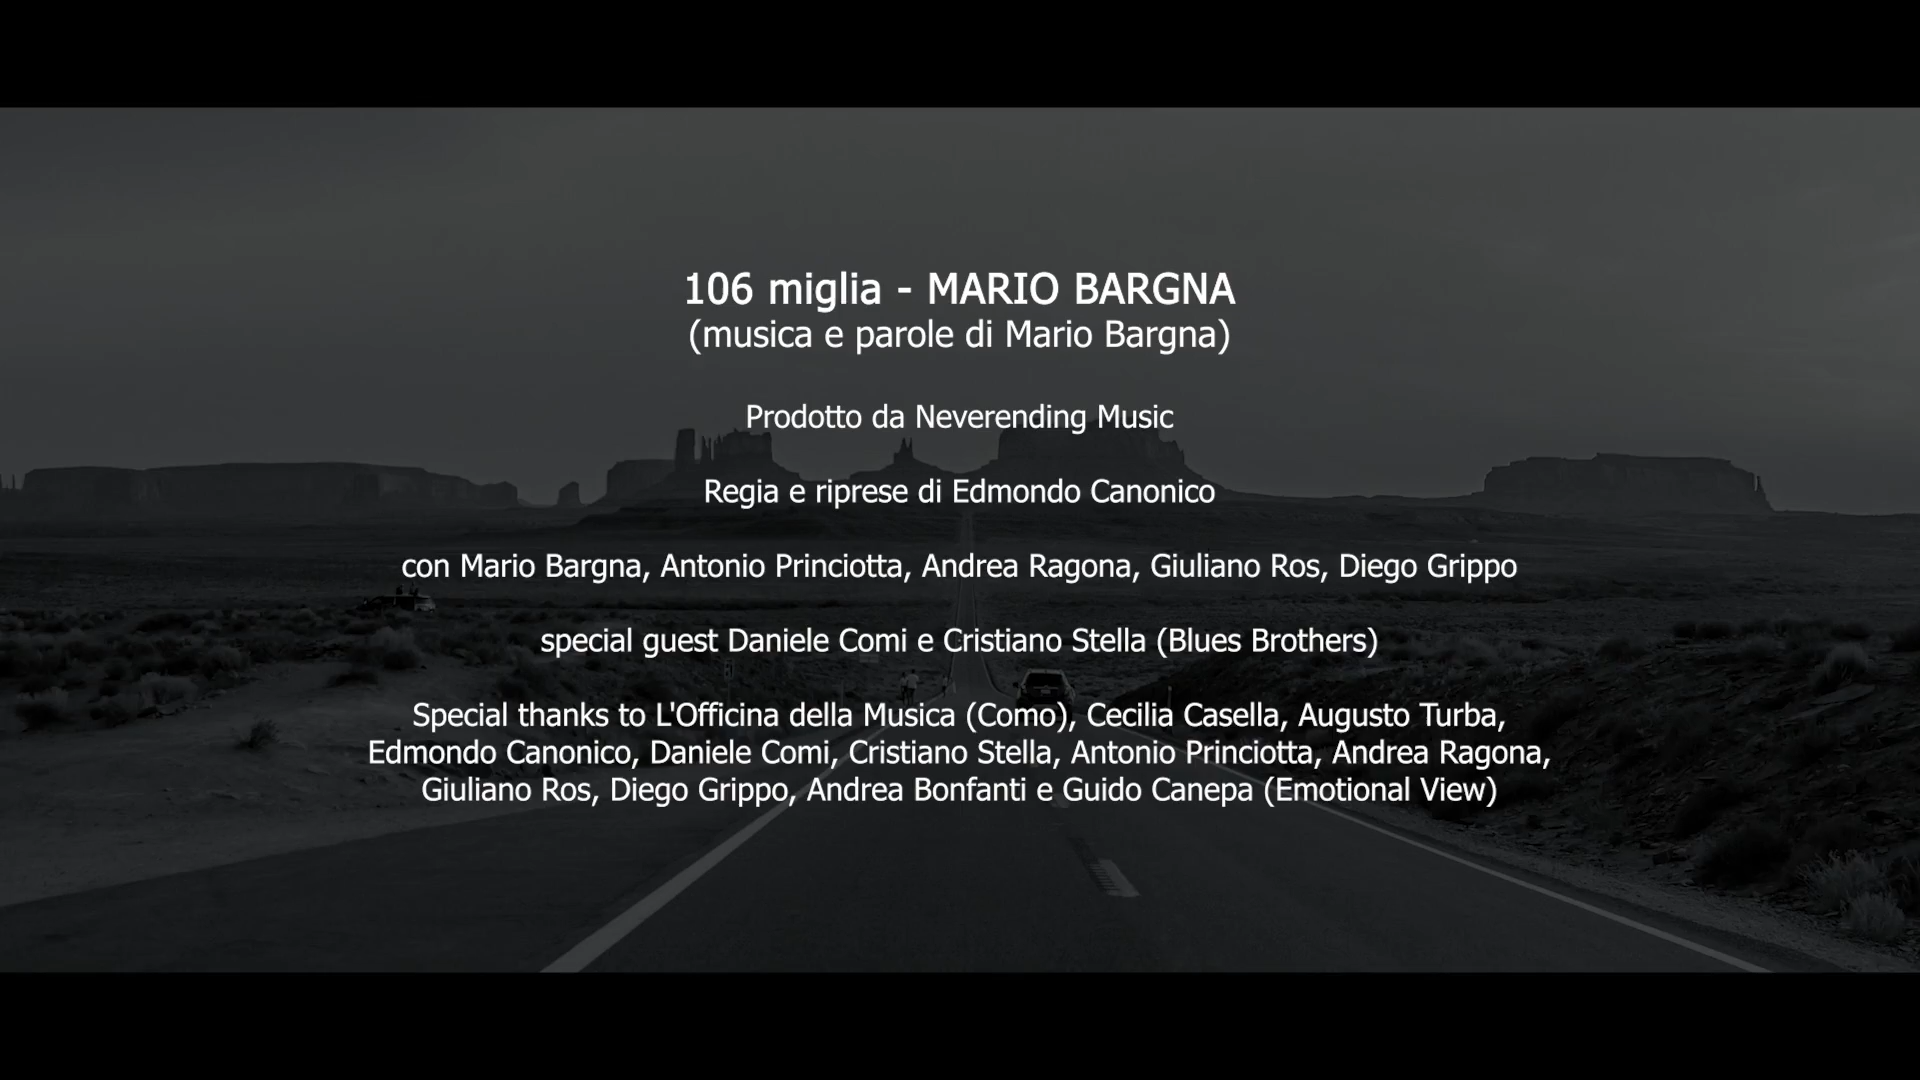 106 miglia - MARIO BARGNA
(musica e parole di Mario Bargna)
Prodotto da Neverending Music
Regia e riprese di Edmondo Canonico
con Mario Bargna, Antonio Princiotta, Andrea Ragona, Giuliano Ros, Diego Grippo
special guest Daniele Comi e Cristiano Stella (Blues Brothers)
Special thanks to L'Officina della Musica (Como), Cecilia Casella, Augusto Turba,
Edmondo Canonico, Daniele Comi, Cristiano Stella, Antonio Princiotta, Andrea Ragona,
Giuliano Ros, Diego Grippo, Andrea Bonfanti e Guido Canepa (Emotional View)